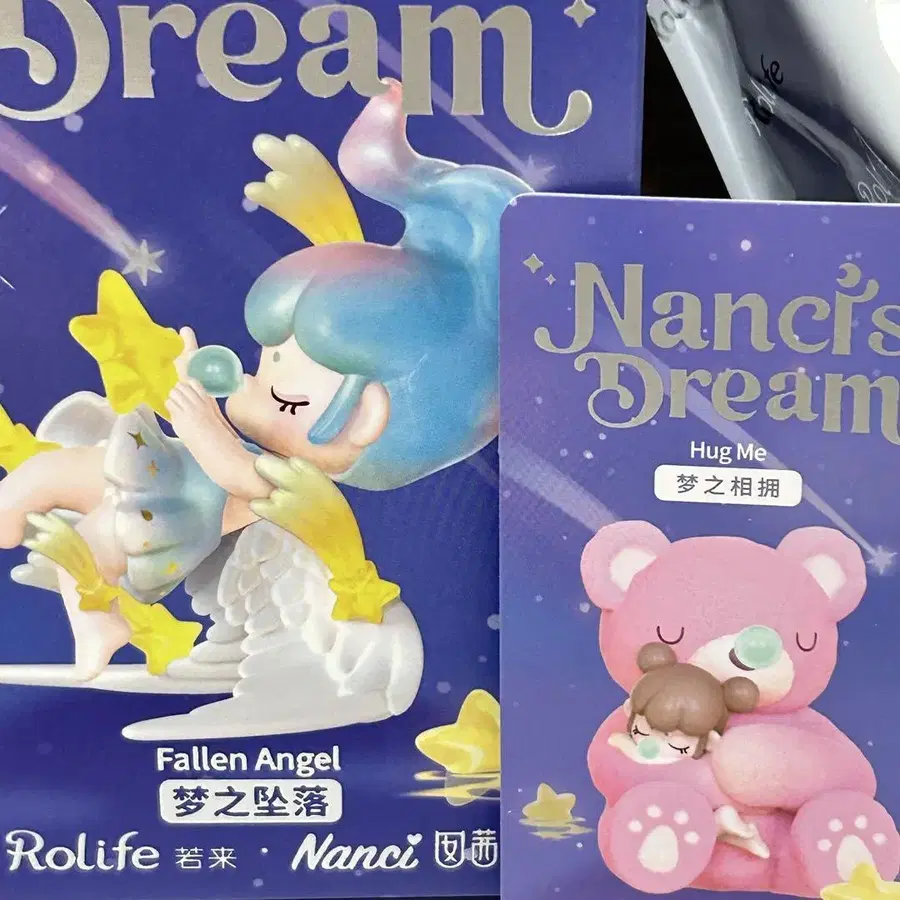 Dream
Fallen Angel
梦之坠落
Rolife 若来 · Nanci 囡茜
Nanci's
Dream
Hug Me
梦之相拥
Rolife